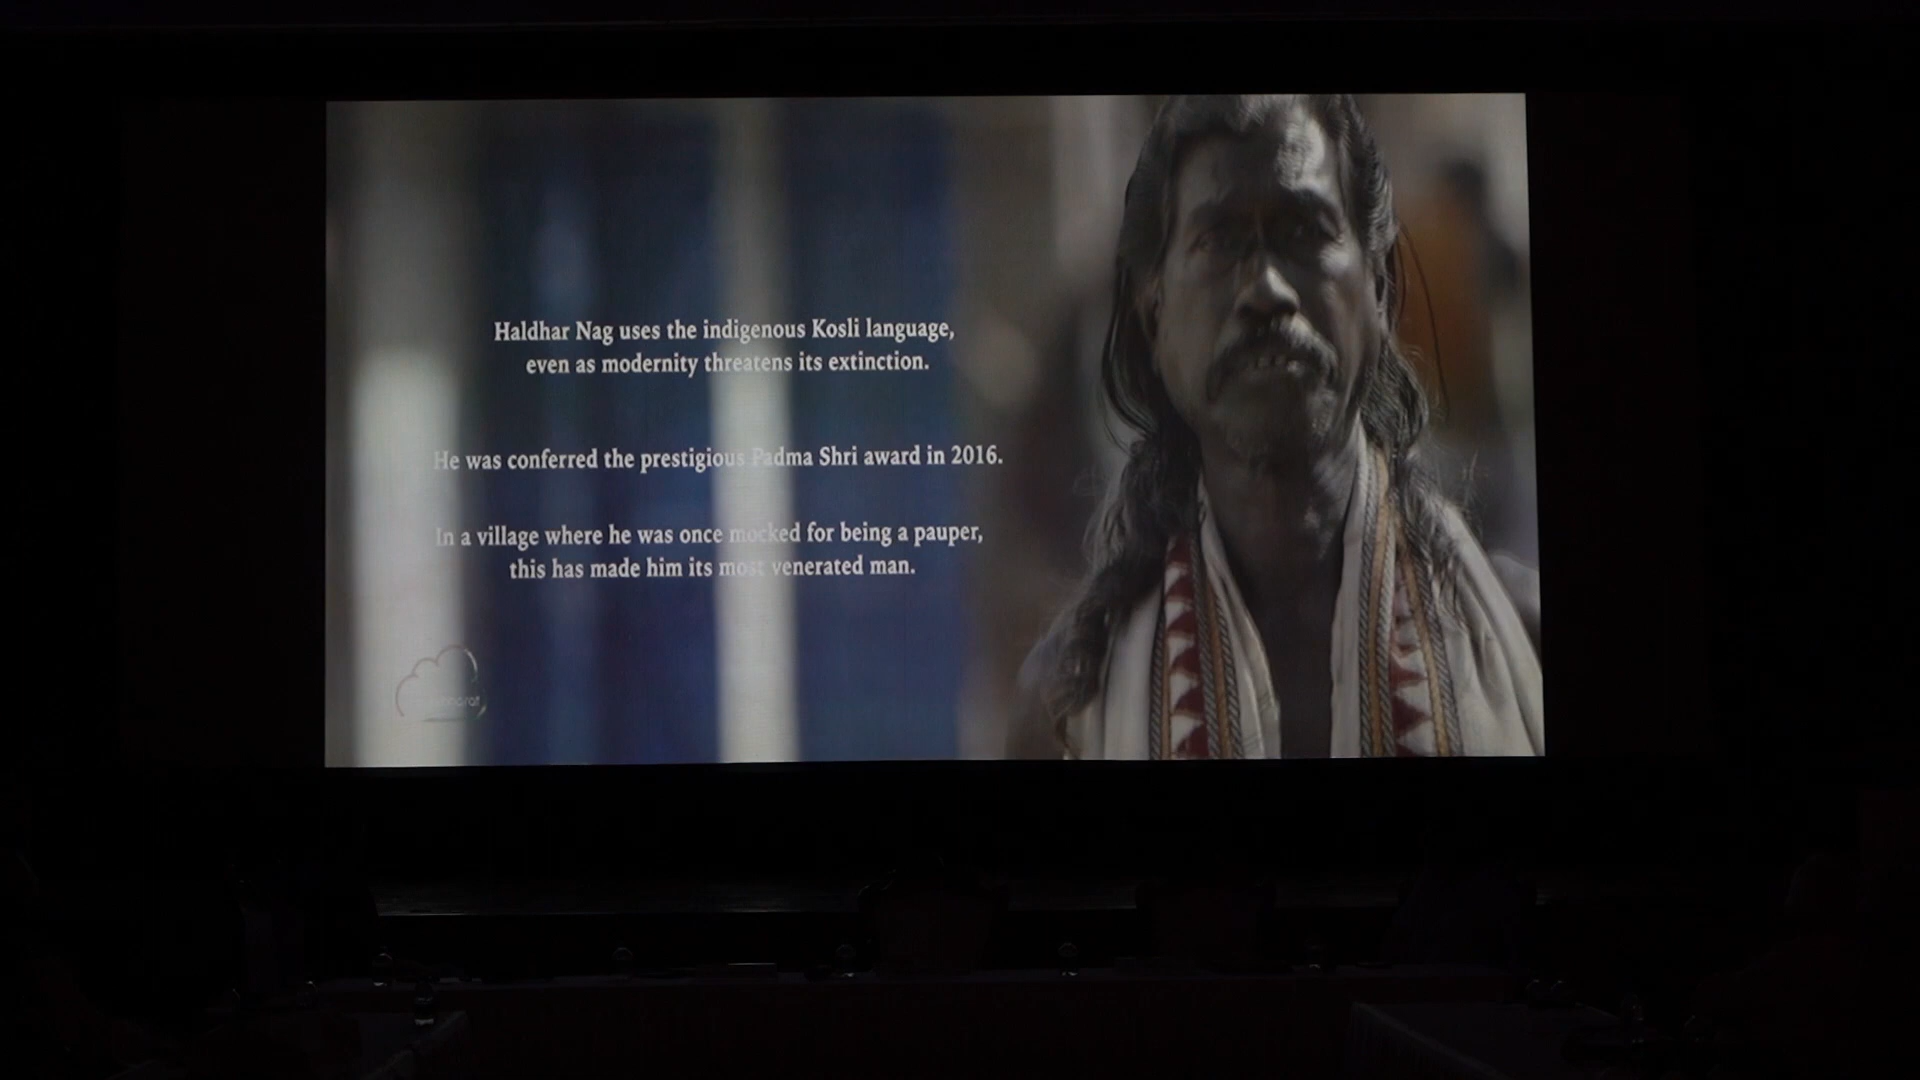 Haldhar Nag uses the indigenous Kosli language,
even as modernity threatens its extinction.
He was conferred the prestigious Padma Shri award in 2016.
In a village where he was once mocked for being a pauper,
this has made him its most venerated man.